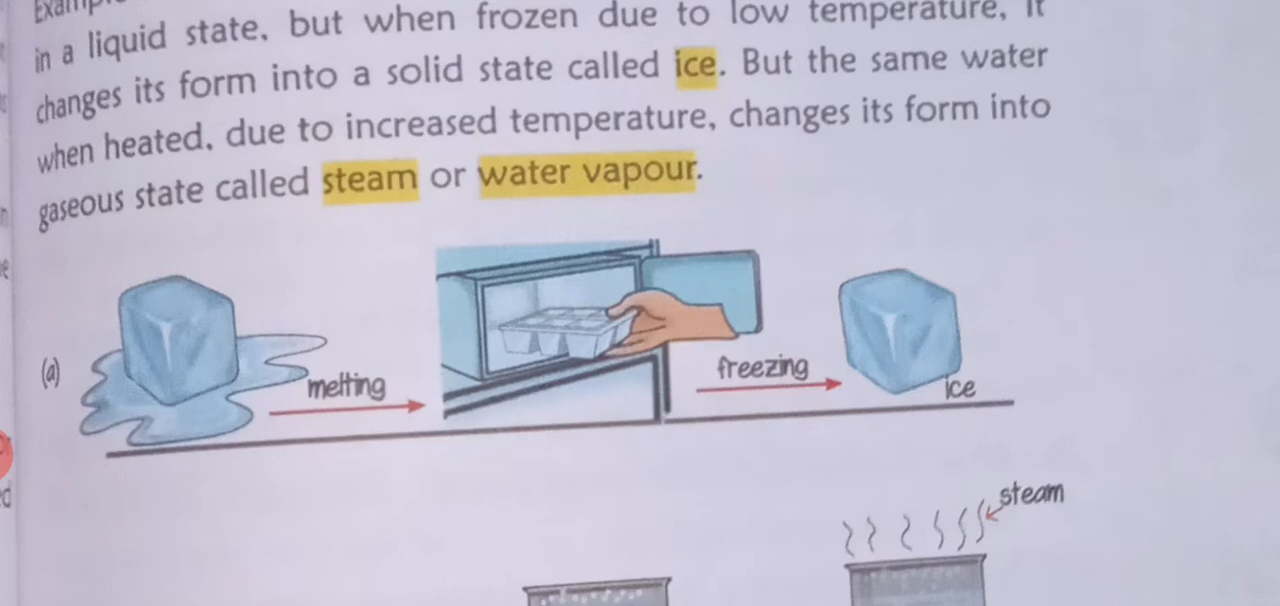 in a liquid state, but when frozen due to low temperature, it
changes its form into a solid state called ice. But the same water
when heated, due to increased temperature, changes its form into
gaseous state called steam or water vapour.
(a)
melting
freezing
ice
steam